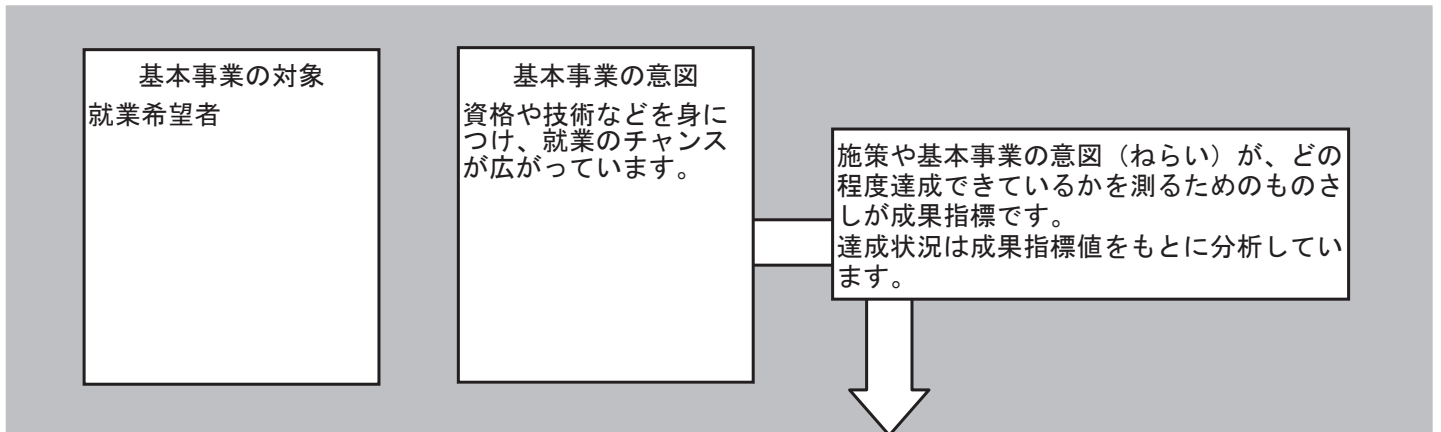 基本事業の対象
就業希望者
基本事業の意図
資格や技術などを身に
つけ、就業のチャンス
が広がっています。
施策や基本事業の意図（ねらい）が、どの
程度達成できているかを測るためのものさ
しが成果指標です。
達成状況は成果指標値をもとに分析してい
ます。